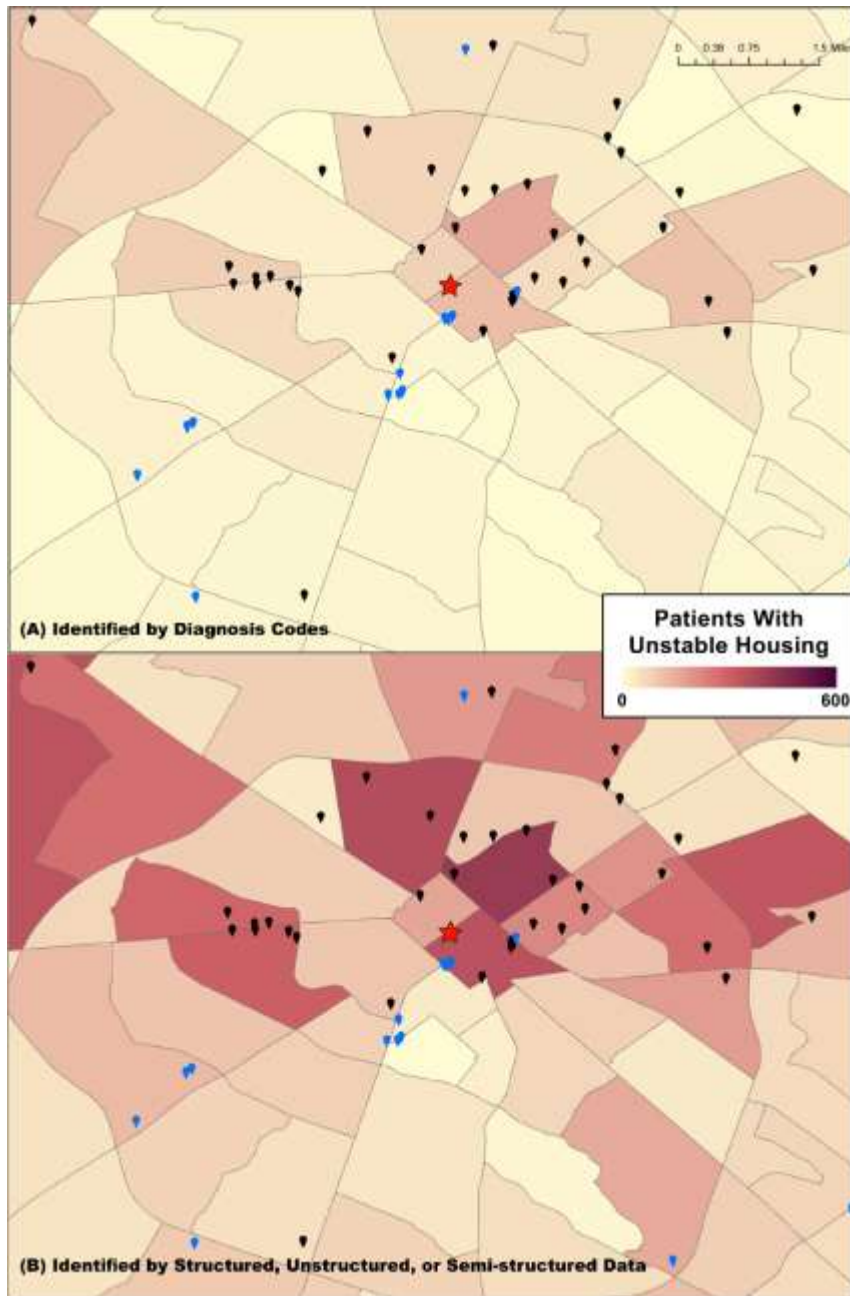 0 0.38 0.75 1.5 Miles
(A) Identified by Diagnosis Codes
Patients With
Unstable Housing
0 600
(B) Identified by Structured, Unstructured, or Semi-structured Data